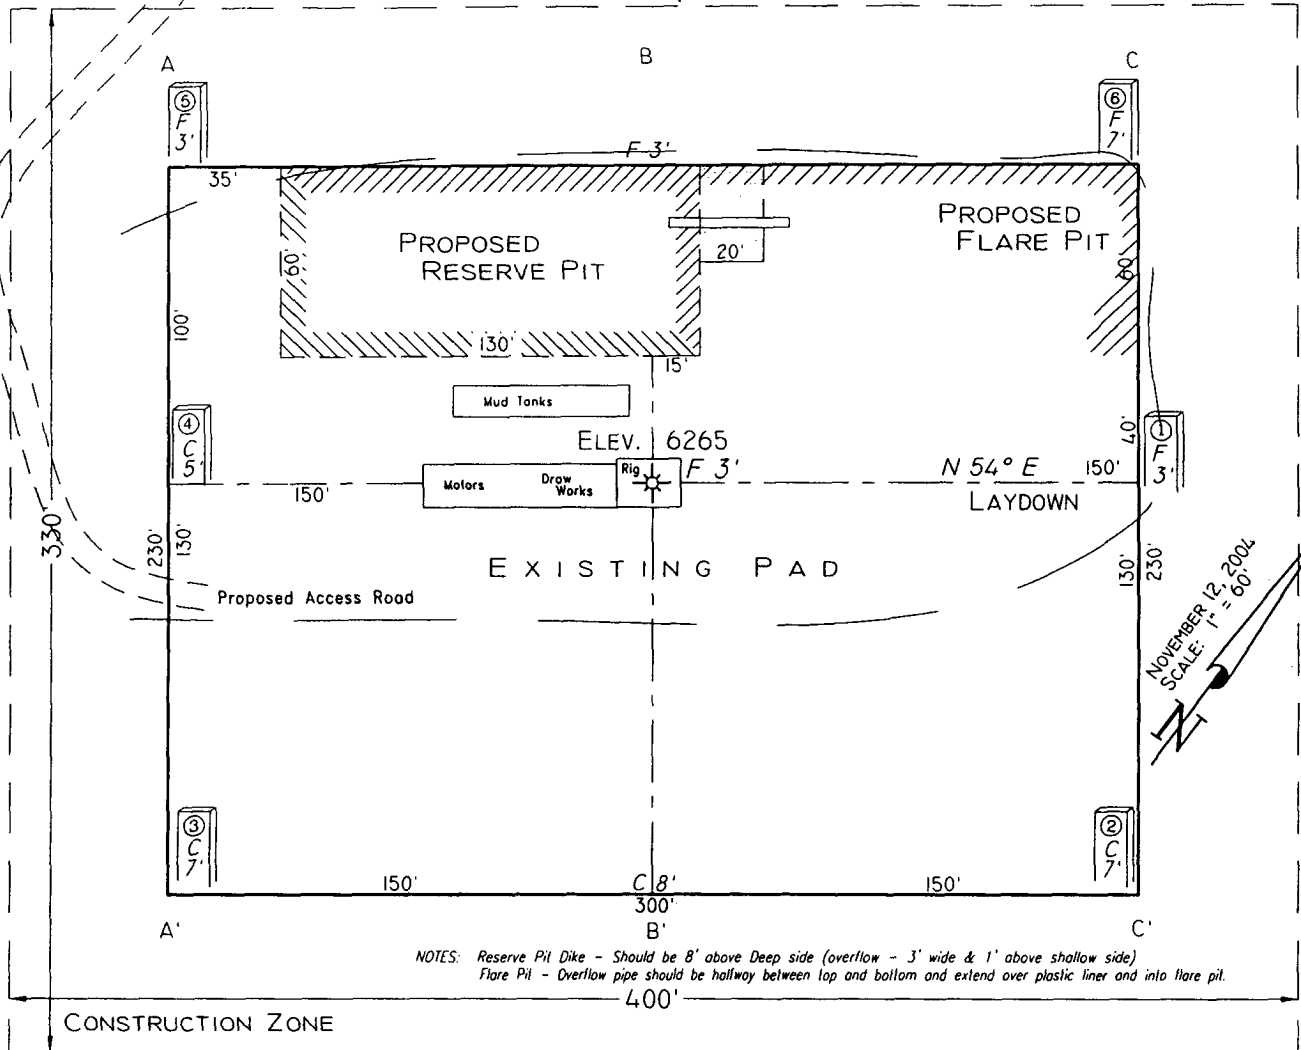 A
B
C
⑤
F
3'
⑥
F
7'
F 3'
35'
PROPOSED
RESERVE PIT
60'
20'
PROPOSED
FLARE PIT
60'
100'
130'
15'
Mud Tanks
④
C
5'
ELEV. 6265
40'
①
F
3'
Rig
F 3'
N 54° E
150'
Motors
Draw
Works
150'
LAYDOWN
330'
230'
130'
EXISTING PAD
130'
230'
Proposed Access Road
NOVEMBER 12, 2004
SCALE: 1" = 60'
N
③
C
7'
②
C
7'
150'
C 8'
150'
300'
A'
B'
C'
NOTES: Reserve Pit Dike - Should be 8' above Deep side (overflow - 3' wide & 1' above shallow side)
Flare Pit - Overflow pipe should be halfway between top and bottom and extend over plastic liner and into flare pit.
400'
CONSTRUCTION ZONE